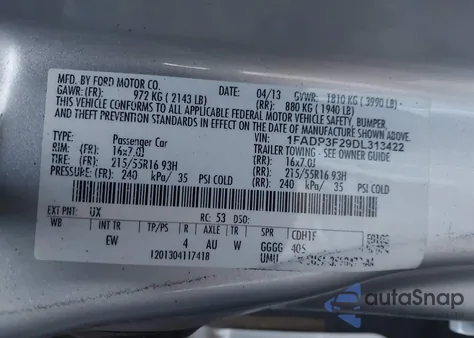 MFD. BY FORD MOTOR CO.
04/13 GVWR: 1810 KG (3990 LB)
GAWR: (FR) 972 KG (2143 LB) (RR) 880 KG (1940 LB)
THIS VEHICLE CONFORMS TO ALL APPLICABLE FEDERAL MOTOR VEHICLE SAFETY, BUMPER,
AND THEFT PREVENTION STANDARDS IN EFFECT ON THE DATE OF MANUFACTURE SHOWN ABOVE.
VIN: 1FADP3F29DL313422
TYPE: Passenger Car TRAILER TOWING - SEE OWNERS GUIDE
RIM: (FR) 16x7.0J (RR) 16x7.0J
TIRE: (FR) 215/55R16 93H (RR) 215/55R16 93H
PRESSURE: (FR) 240 kPa/ 35 PSI COLD (RR) 240 kPa/ 35 PSI COLD
EXT PNT: UX RC: 53 DSO:
WB INT TR TP/PS R AX TR SPR
EW 4 AU W GGGG
1201304117418 UMU
autoSnap